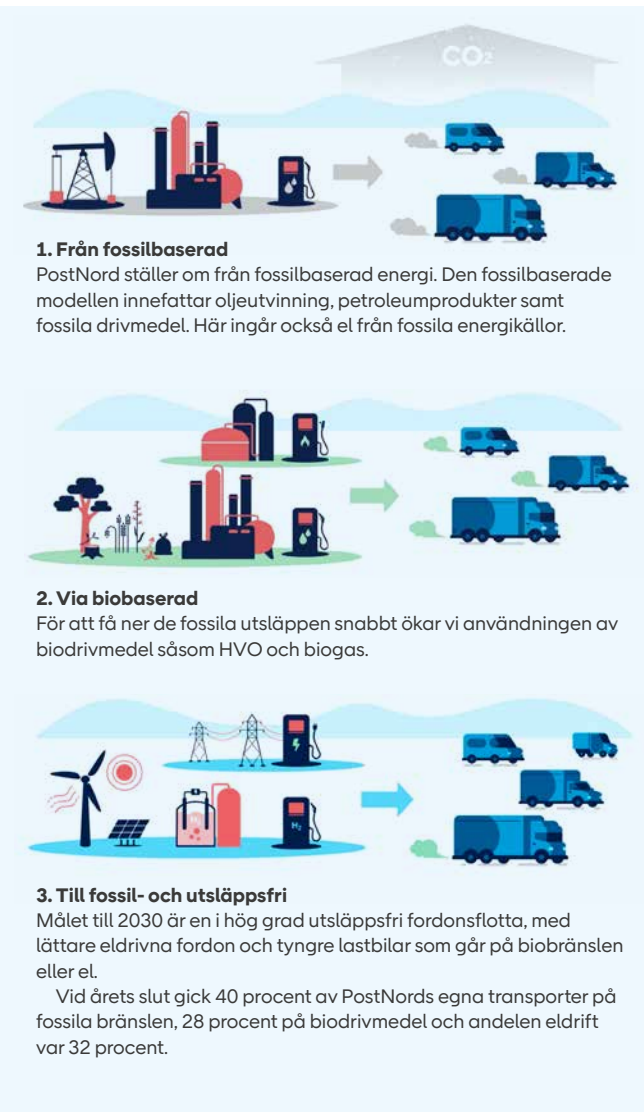 CO₂
1. Från fossilbaserad
PostNord ställer om från fossilbaserad energi. Den fossilbaserade
modellen innefattar oljeutvinning, petroleumprodukter samt
fossila drivmedel. Här ingår också el från fossila energikällor.
2. Via biobaserad
För att få ner de fossila utsläppen snabbt ökar vi användningen av
biodrivmedel såsom HVO och biogas.
H₂
3. Till fossil- och utsläppsfri
Målet till 2030 är en i hög grad utsläppsfri fordonsflotta, med
lättare eldrivna fordon och tyngre lastbilar som går på biobränslen
eller el.
Vid årets slut gick 40 procent av PostNords egna transporter på
fossila bränslen, 28 procent på biodrivmedel och andelen eldrift
var 32 procent.